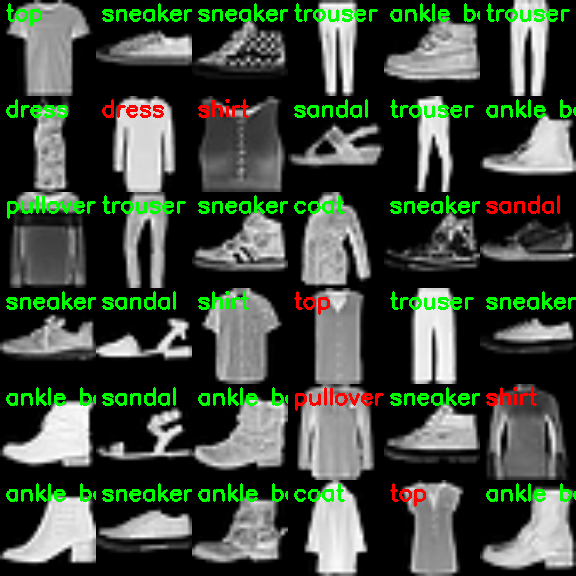 top sneaker sneaker trouser ankle b trouser
dress dress shirt sandal trouser ankle b
pullover trouser sneaker coat sneaker sandal
sneaker sandal shirt top trouser sneaker
ankle b sandal ankle b pullover sneaker shirt
ankle b sneaker ankle b coat top ankle b